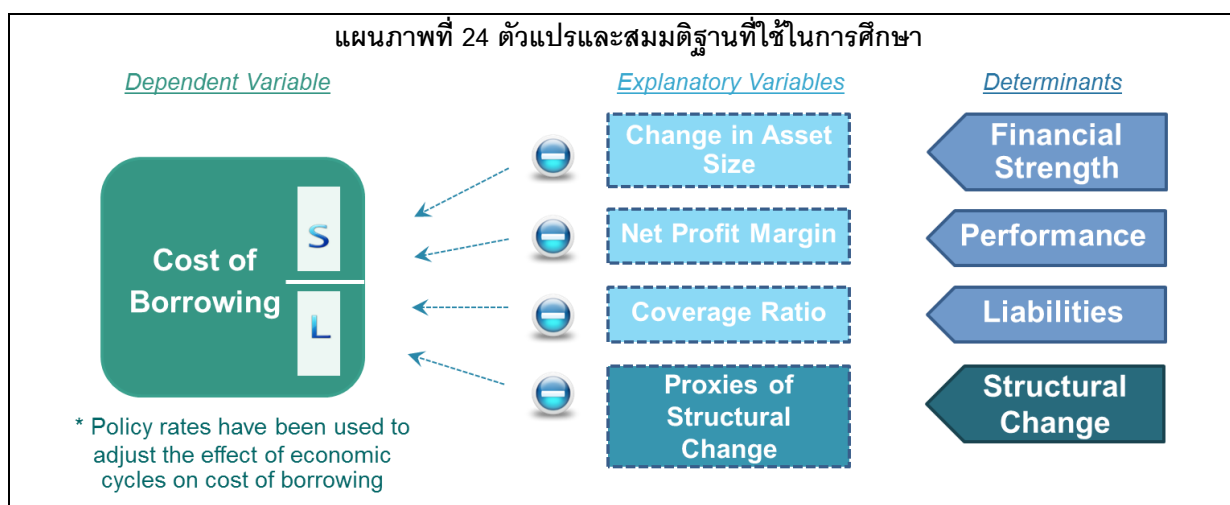 แผนภาพที่ 24 ตัวแปรและสมมติฐานที่ใช้ในการศึกษา
Dependent Variable
Explanatory Variables
Determinants
Cost of
Borrowing
S
L
* Policy rates have been used to
adjust the effect of economic
cycles on cost of borrowing
Change in Asset
Size
Financial
Strength
Net Profit Margin
Performance
Coverage Ratio
Liabilities
Proxies of
Structural
Change
Structural
Change